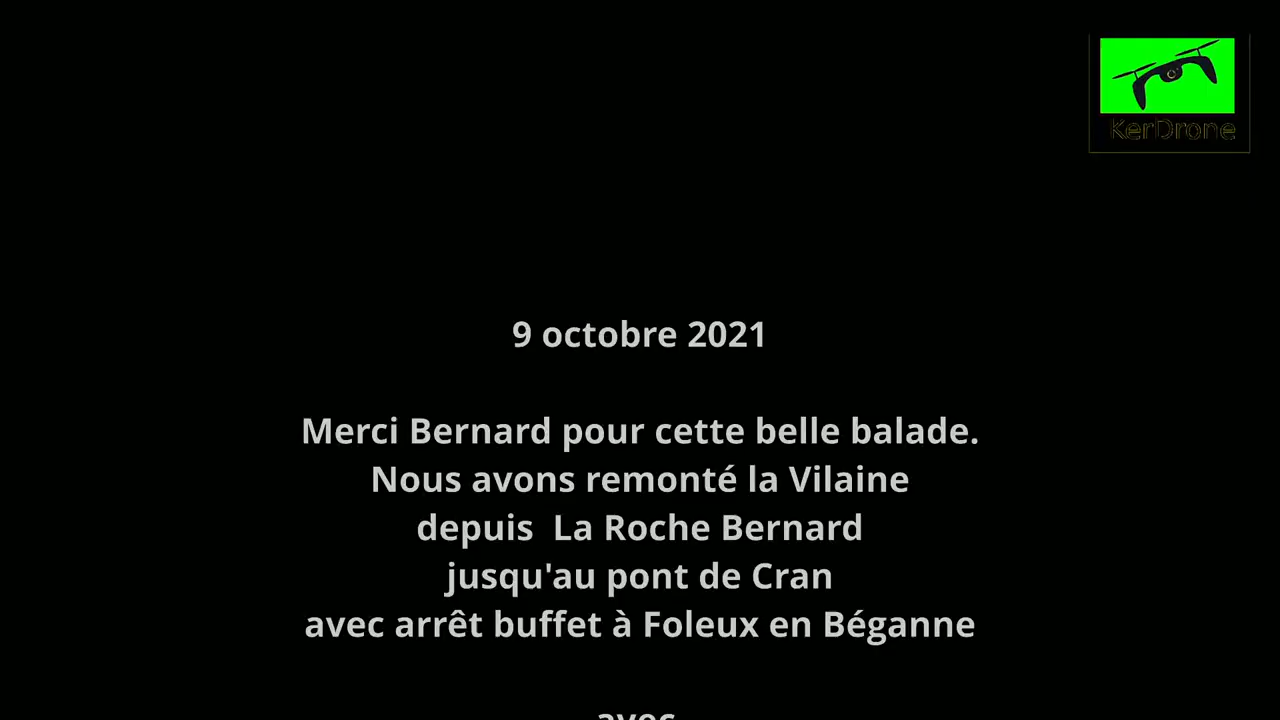 KerDrone
9 octobre 2021
Merci Bernard pour cette belle balade.
Nous avons remonté la Vilaine
depuis  La Roche Bernard
jusqu'au pont de Cran
avec arrêt buffet à Foleux en Béganne
avec